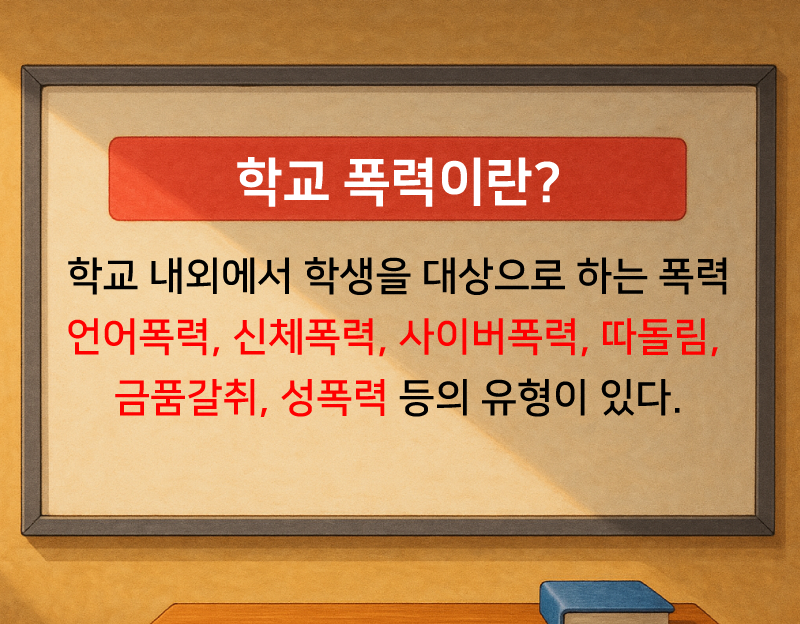 학교 폭력이란?
학교 내외에서 학생을 대상으로 하는 폭력
언어폭력, 신체폭력, 사이버폭력, 따돌림,
금품갈취, 성폭력 등의 유형이 있다.